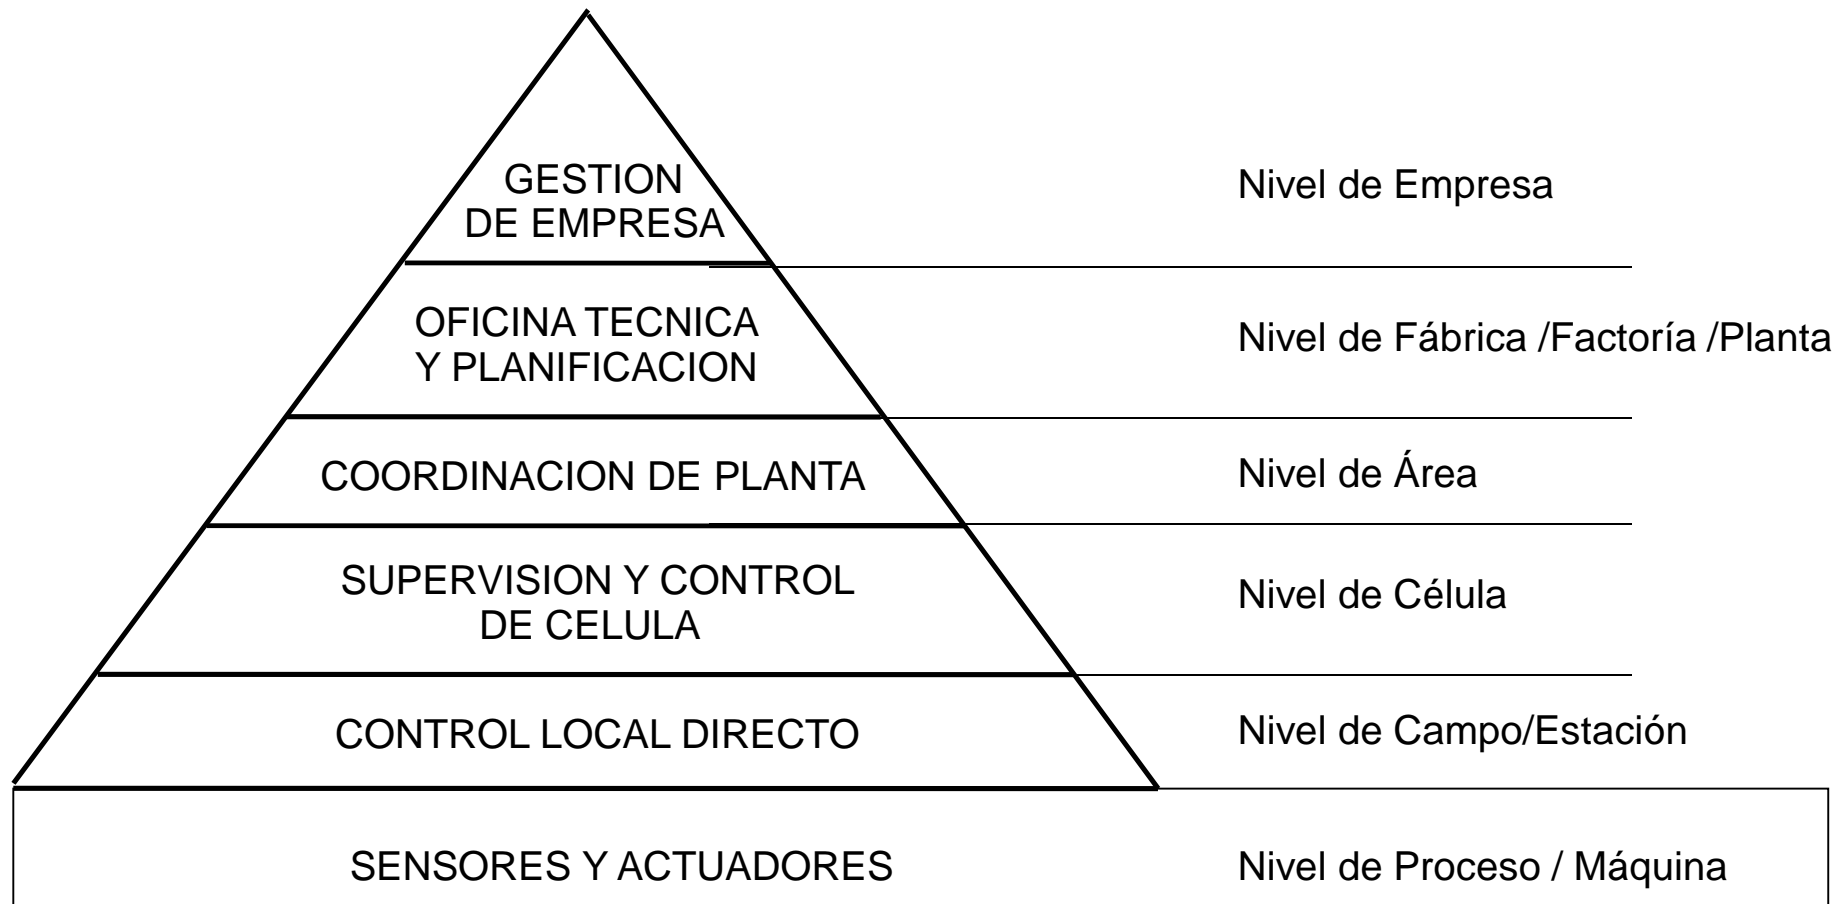 GESTION
DE EMPRESA
Nivel de Empresa
OFICINA TECNICA
Y PLANIFICACION
Nivel de Fábrica /Factoría /Planta
COORDINACION DE PLANTA
Nivel de Área
SUPERVISION Y CONTROL
DE CELULA
Nivel de Célula
CONTROL LOCAL DIRECTO
Nivel de Campo/Estación
SENSORES Y ACTUADORES
Nivel de Proceso / Máquina